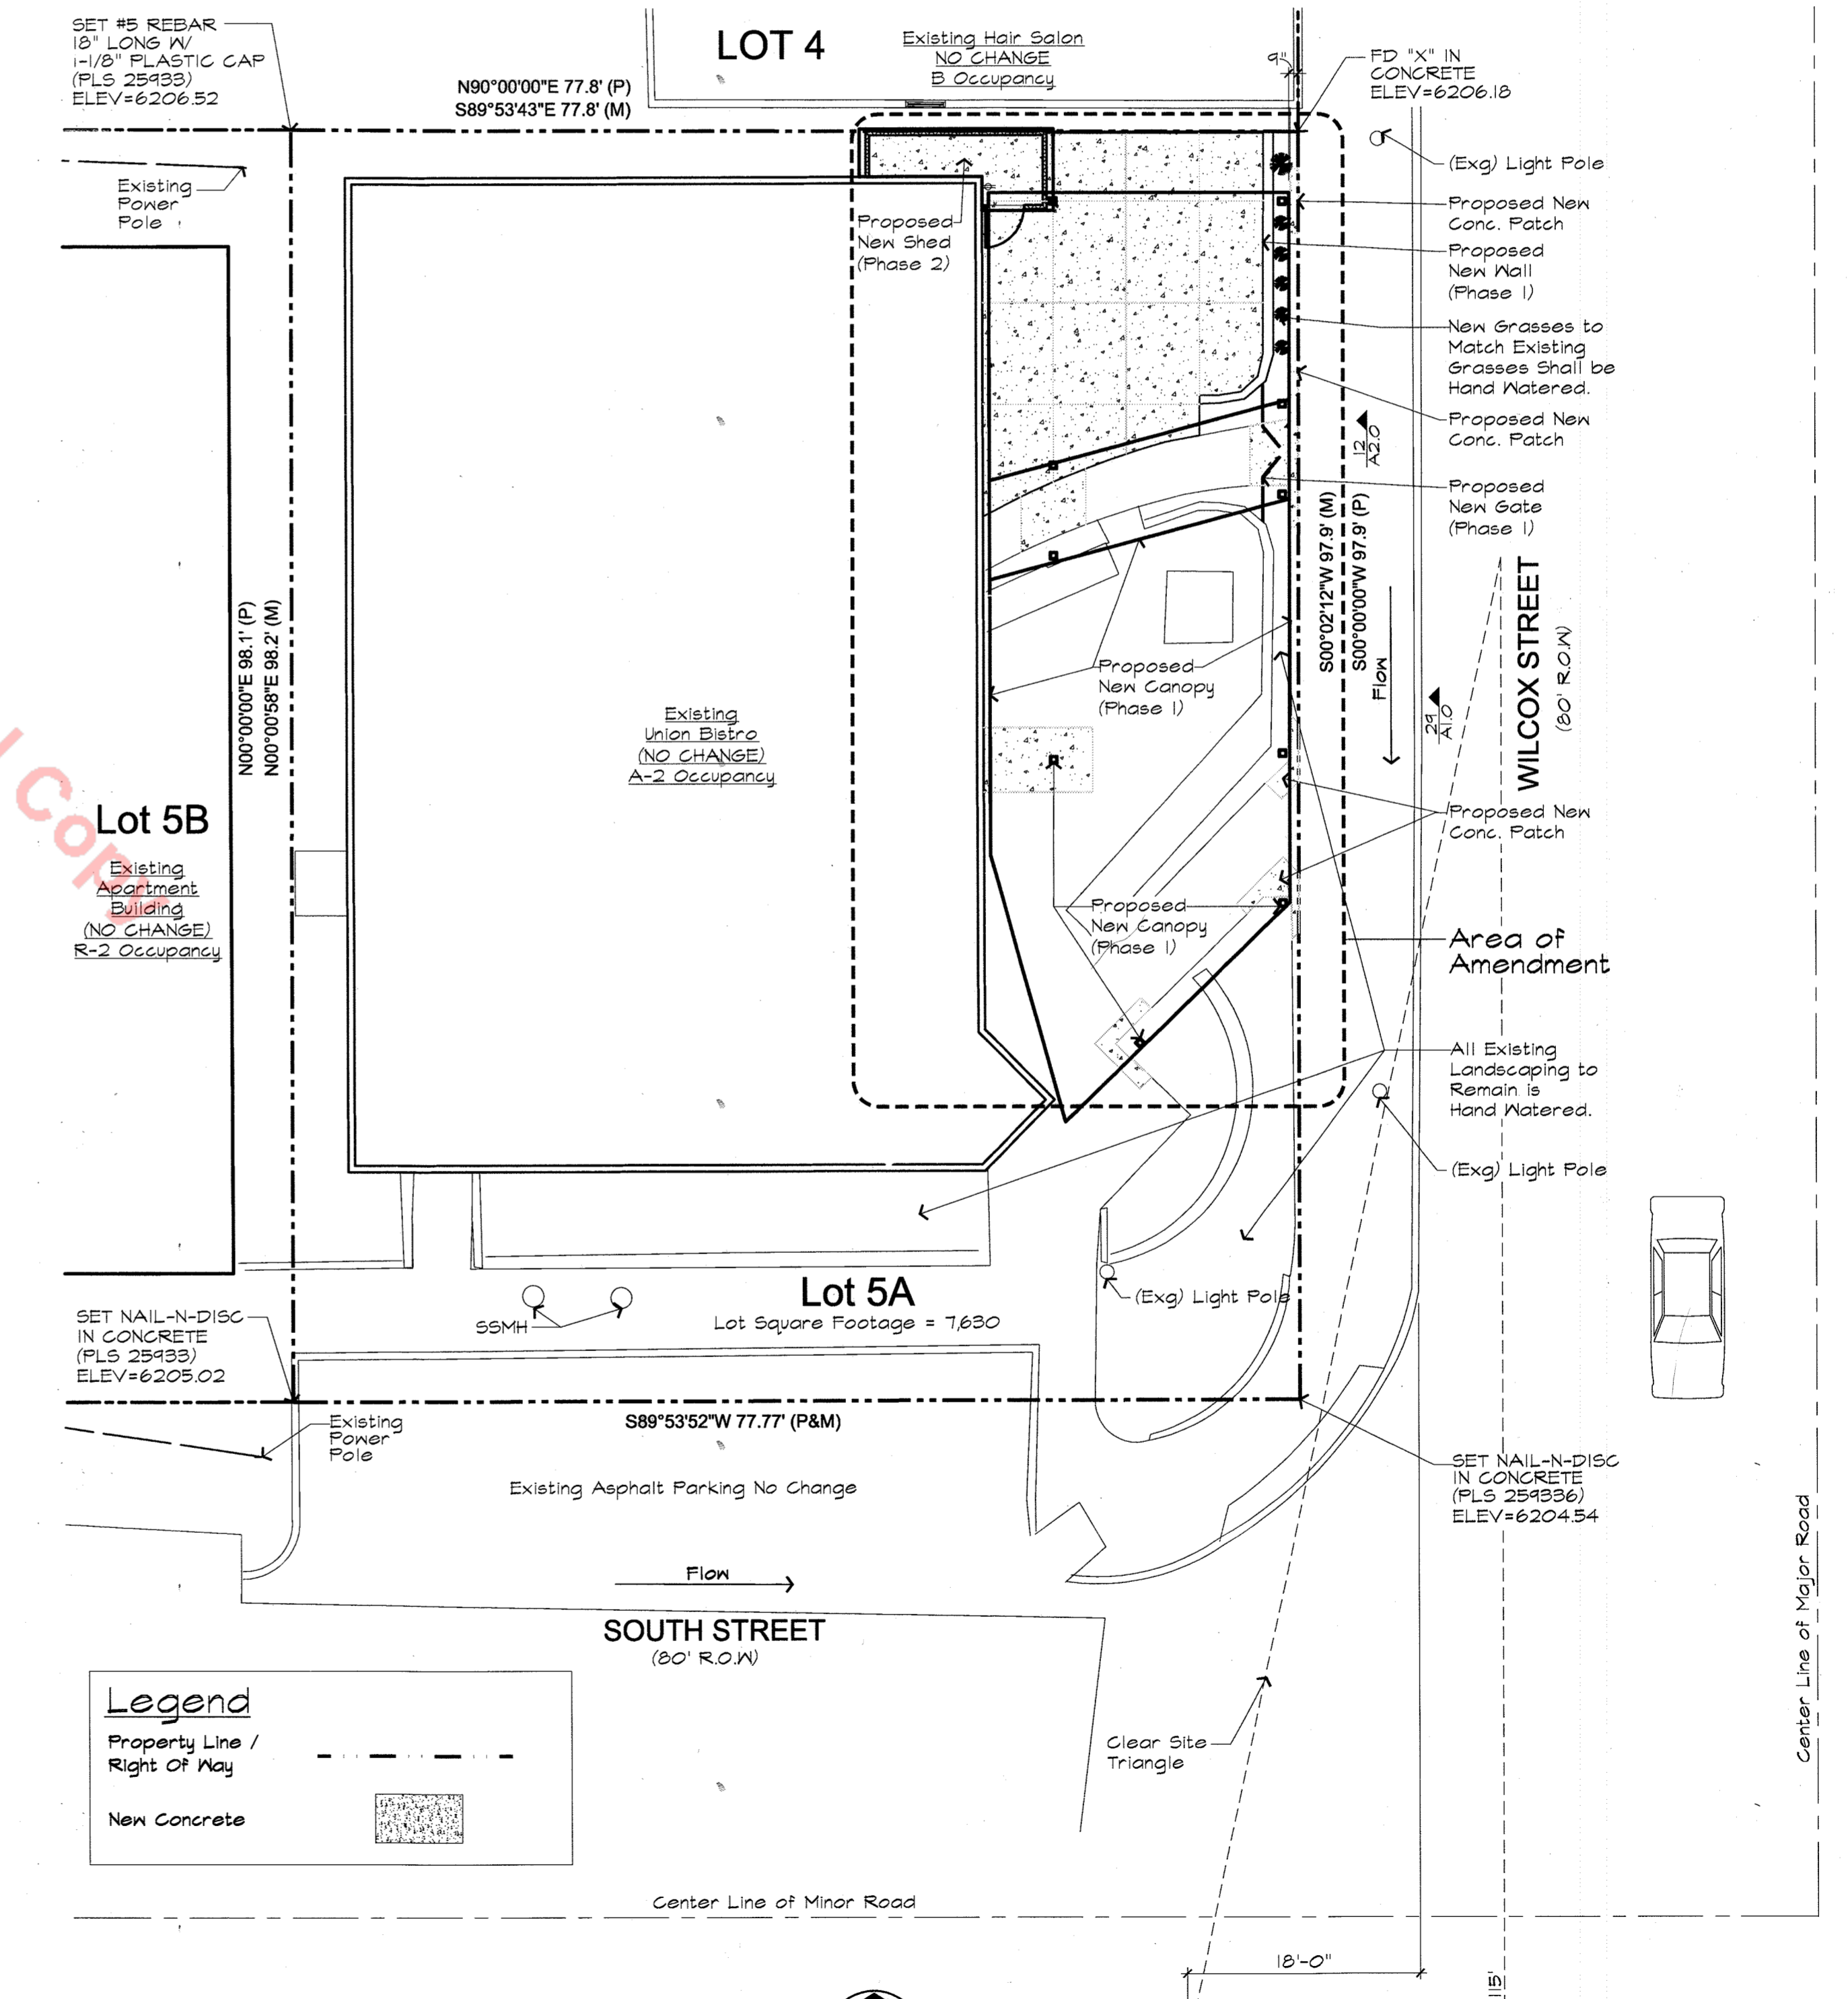 SET #5 REBAR
18" LONG W/
1-1/8" PLASTIC CAP
(PLS 25933)
ELEV=6206.52
N90°00'00"E 77.8' (P)
S89°53'43"E 77.8' (M)
LOT 4
Existing Hair Salon
NO CHANGE
B Occupancy
9"
FD "X" IN
CONCRETE
ELEV=6206.18
(Exg) Light Pole
Existing
Power
Pole
Proposed
New Shed
(Phase 2)
Proposed New
Conc. Patch
Proposed
New Wall
(Phase 1)
New Grasses to
Match Existing
Grasses Shall be
Hand Watered.
Proposed New
Conc. Patch
12
A2.0
Proposed
New Gate
(Phase 1)
N00°00'00"E 98.1' (P)
N00°00'58"E 98.2' (M)
S00°02'12"W 97.9' (M)
S00°00'00"W 97.9' (P)
Flow
WILCOX STREET
(80' R.O.W)
29
A1.0
Proposed
New Canopy
(Phase 1)
Existing
Union Bistro
(NO CHANGE)
A-2 Occupancy
Copy
Lot 5B
Existing
Apartment
Building
(NO CHANGE)
R-2 Occupancy
Proposed New
Conc. Patch
Proposed
New Canopy
(Phase 1)
Area of
Amendment
All Existing
Landscaping to
Remain is
Hand Watered.
(Exg) Light Pole
Lot 5A
Lot Square Footage = 7,630
(Exg) Light Pole
SSMH
SET NAIL-N-DISC
IN CONCRETE
(PLS 25933)
ELEV=6205.02
Existing
Power
Pole
S89°53'52"W 77.77' (P&M)
Existing Asphalt Parking No Change
SET NAIL-N-DISC
IN CONCRETE
(PLS 259336)
ELEV=6204.54
Flow
SOUTH STREET
(80' R.O.W)
Center Line of Major Road
Legend
Property Line /
Right Of Way
New Concrete
Clear Site
Triangle
Center Line of Minor Road
18'-0"
115'